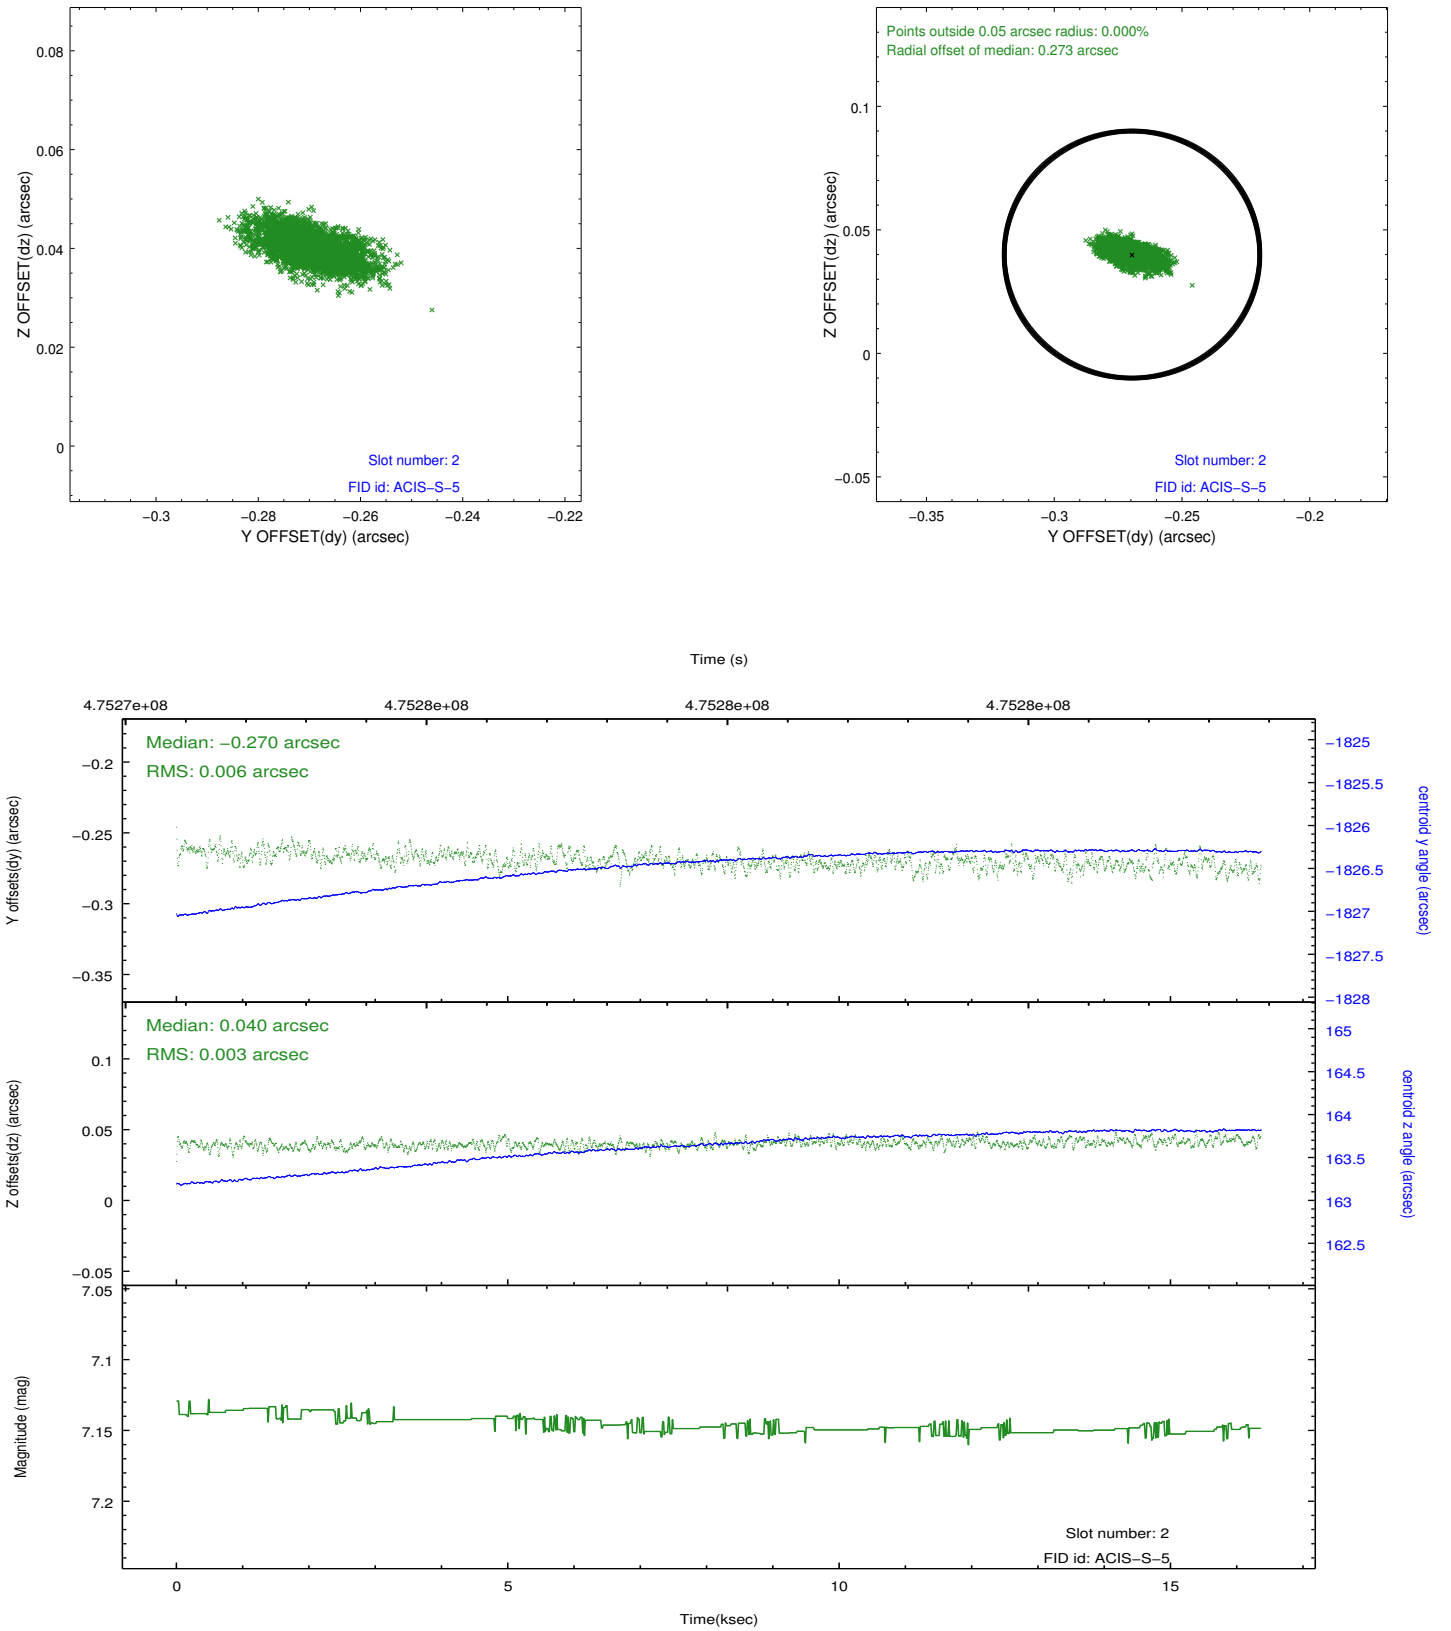 0.08
0.06
0.04
0.02
0
Z OFFSET(dz) (arcsec)
Slot number: 2
FID id: ACIS−S−5
−0.3
−0.28
−0.26
−0.24
−0.22
Y OFFSET(dy) (arcsec)
Points outside 0.05 arcsec radius: 0.000%
Radial offset of median: 0.273 arcsec
0.1
0.05
0
−0.05
Z OFFSET(dz) (arcsec)
Slot number: 2
FID id: ACIS−S−5
−0.35
−0.3
−0.25
−0.2
Y OFFSET(dy) (arcsec)
Time (s)
4.7527e+08
4.7528e+08
4.7528e+08
4.7528e+08
Median: −0.270 arcsec
RMS: 0.006 arcsec
−0.2
−0.25
−0.3
−0.35
Y offsets(dy) (arcsec)
−1825
−1825.5
−1826
−1826.5
−1827
−1827.5
−1828
centroid y angle (arcsec)
Median: 0.040 arcsec
RMS: 0.003 arcsec
0.1
0.05
0
−0.05
Z offsets(dz) (arcsec)
165
164.5
164
163.5
163
162.5
centroid z angle (arcsec)
7.05
7.1
7.15
7.2
Magnitude (mag)
Slot number: 2
FID id: ACIS−S−5
0
5
10
15
Time(ksec)